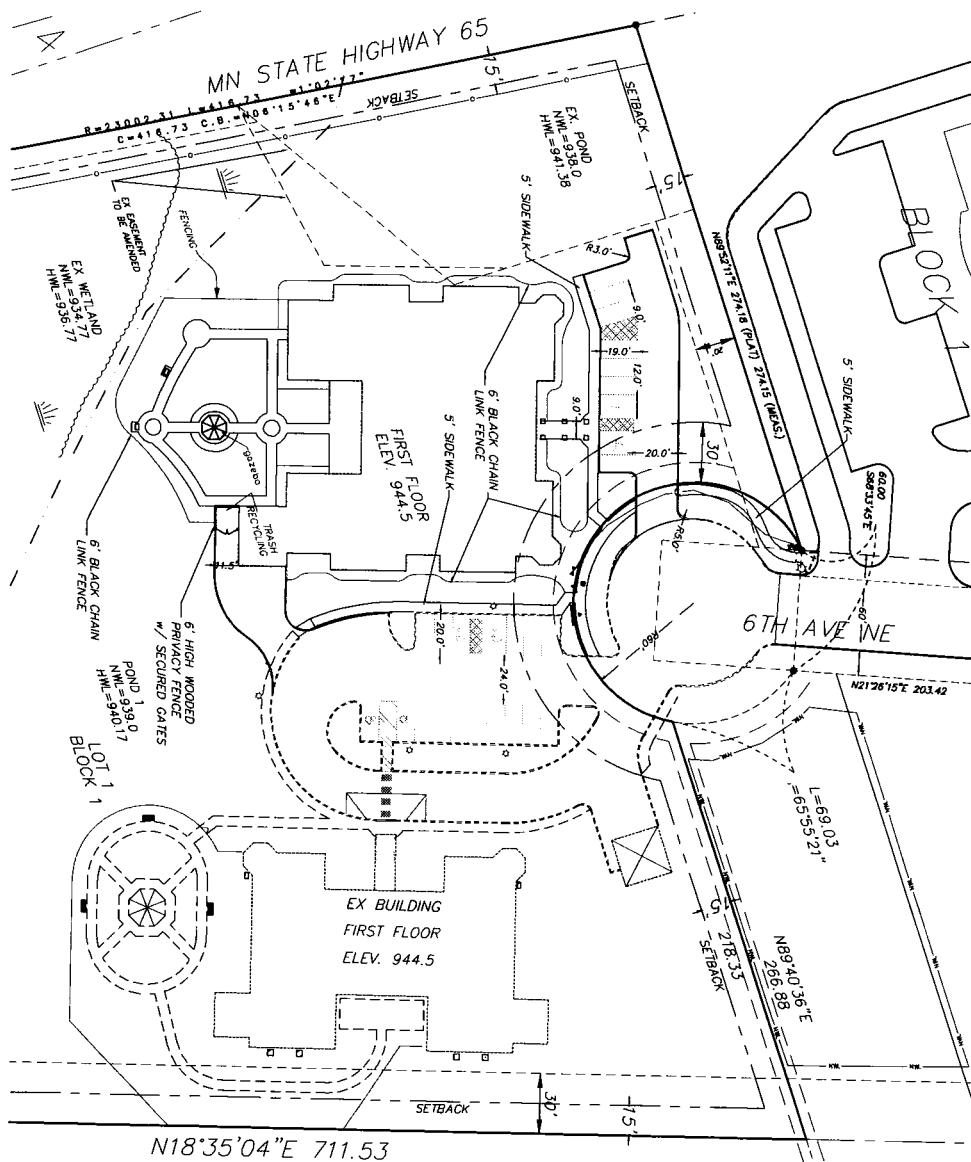 MN STATE HIGHWAY 65
15'
R=23002.31 L=416.73 =1°02'17"
C=416.73 C.B.=N06°15'46"E
SETBACK
SETBACK
EX. POND
NWL=938.0
HWL=941.38
15'
5' SIDEWALK
BLOCK 1
EX EASEMENT
TO BE AMENDED
FENCING
R3.0'
N89°52'11"E 274.18 (PLAT) 274.15 (MEAS.)
EX WETLAND
NWL=934.77
HWL=936.77
9.0'
19.0'
12.0'
5' SIDEWALK
9.0'
6' BLACK CHAIN
LINK FENCE
5' SIDEWALK
FIRST FLOOR
ELEV. 944.5
20.0'
30'
gazebo
60.00
S68°33'45"E
TRASH
RECYCLING
R5.0'
31.5'
6' BLACK CHAIN
LINK FENCE
6' HIGH WOODED
PRIVACY FENCE
w/ SECURED GATES
20.0'
24.0'
R60'
6TH AVE NE
60'
N21°26'15"E 203.42
POND 1
NWL=939.0
HWL=940.17
LOT 1
BLOCK 1
L=69.03
=65°55'21"
EX BUILDING
FIRST FLOOR
ELEV. 944.5
5'
218.33
SETBACK
N89°40'36"E
266.88
SETBACK
30'
15'
N18°35'04"E 711.53